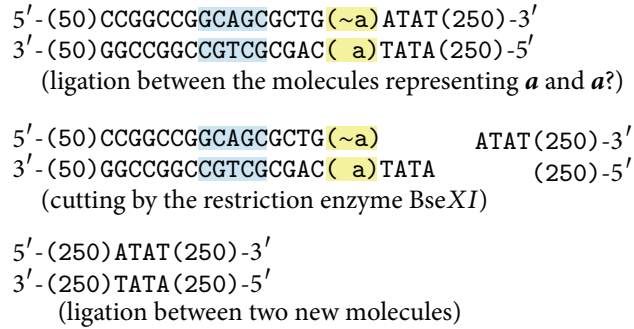 5′-(50)CCGGCCGGCAGCGCTG(~a)ATAT(250)-3′
3′-(50)GGCCGGCCGTCGCGAC( a)TATA(250)-5′
(ligation between the molecules representing a and a?)
5′-(50)CCGGCCGGCAGCGCTG(~a) ATAT(250)-3′
3′-(50)GGCCGGCCGTCGCGAC( a)TATA (250)-5′
(cutting by the restriction enzyme BseXI)
5′-(250)ATAT(250)-3′
3′-(250)TATA(250)-5′
(ligation between two new molecules)